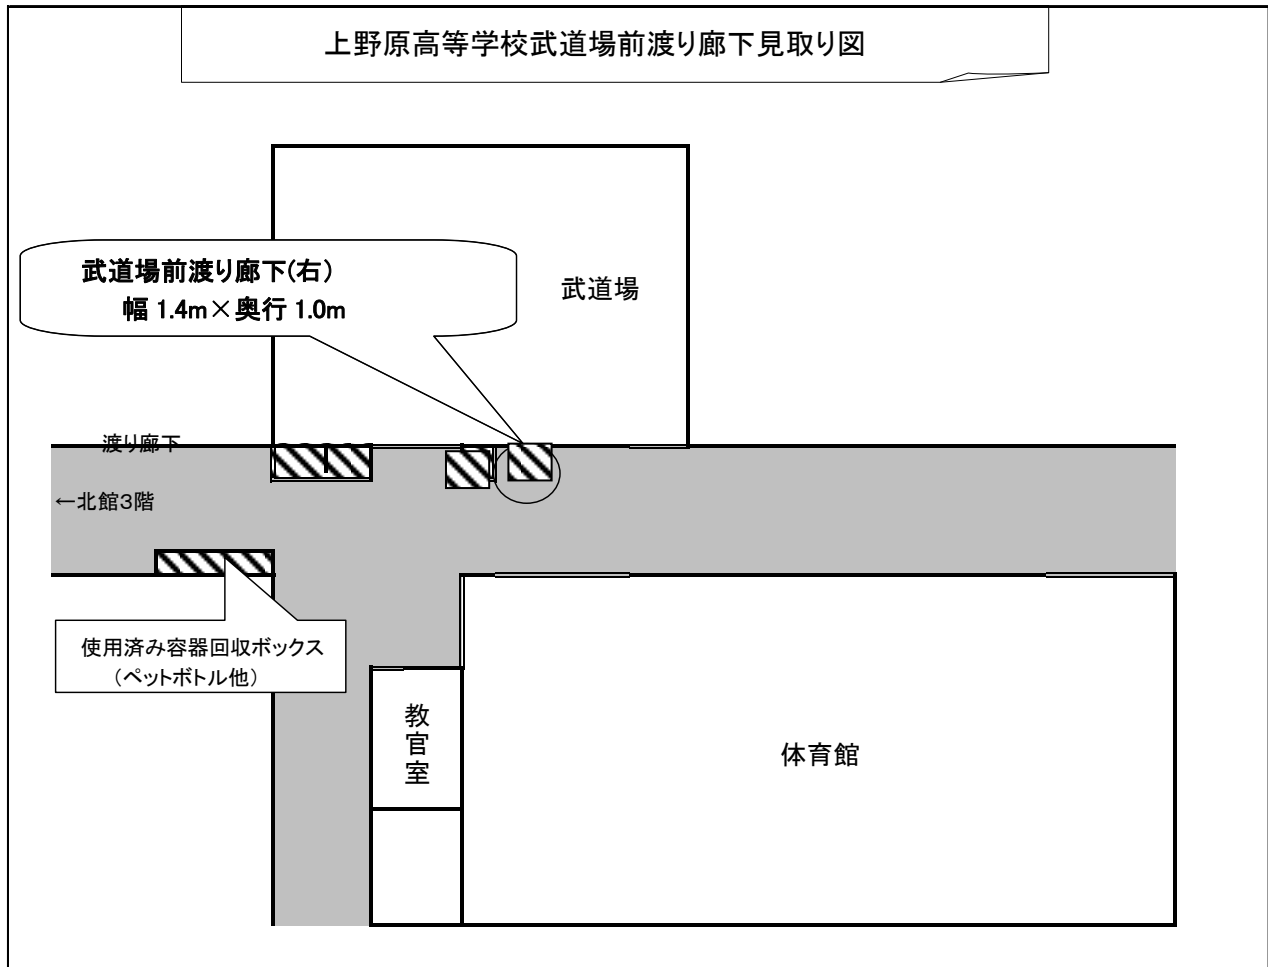 上野原高等学校武道場前渡り廊下見取り図
武道場前渡り廊下(右）
幅 1.4m×奥行 1.0m
武道場
渡り廊下
←北館３階
使用済み容器回収ボックス
（ペットボトル他）
教官室
体育館